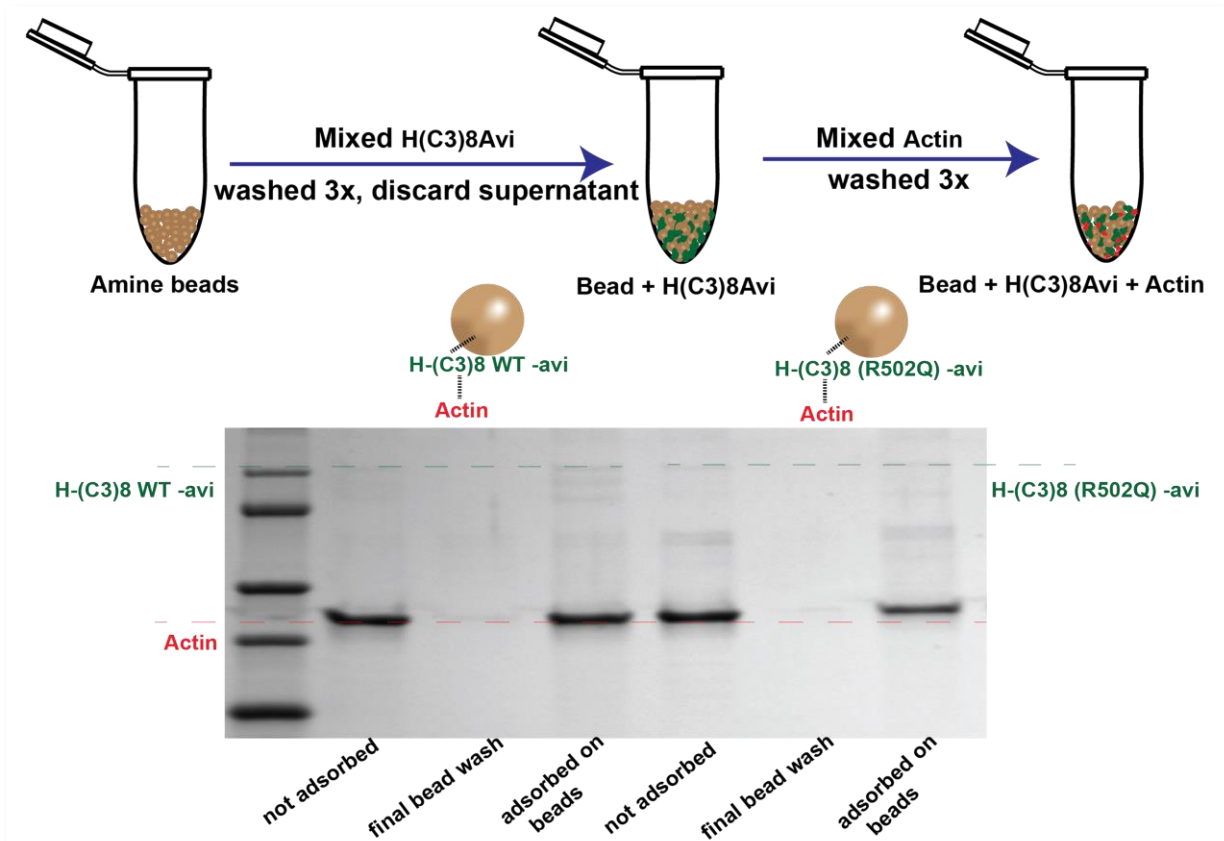 Mixed H(C3)8Avi
washed 3x, discard supernatant
Mixed Actin
washed 3x
Amine beads
Bead + H(C3)8Avi
Bead + H(C3)8Avi + Actin
H-(C3)8 WT -avi
Actin
H-(C3)8 (R502Q) -avi
Actin
H-(C3)8 WT -avi
H-(C3)8 (R502Q) -avi
Actin
not adsorbed
final bead wash
adsorbed on
beads
not adsorbed
final bead wash
adsorbed on
beads